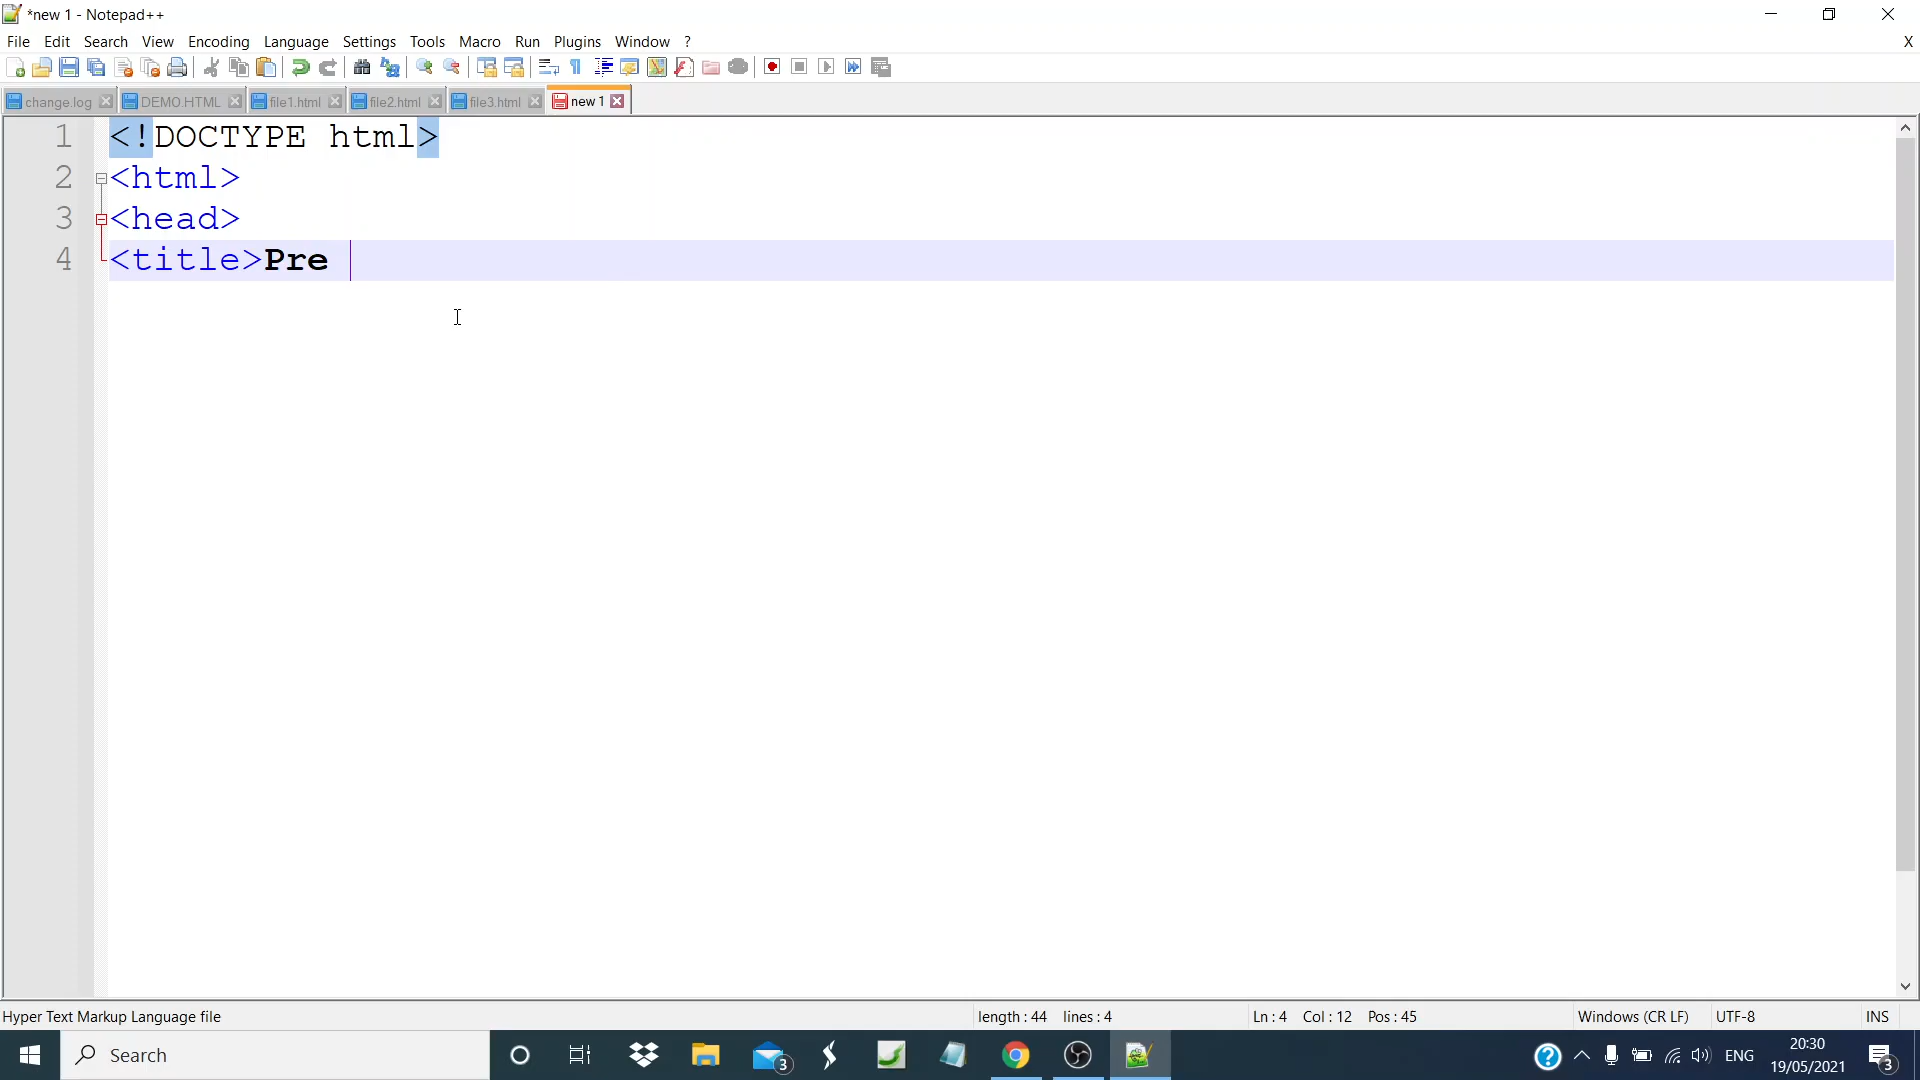 *new 1 - Notepad++
File Edit Search View Encoding Language Settings Tools Macro Run Plugins Window ? X
change.log DEMO.HTML file1.html file2.html file3.html new 1
1 <!DOCTYPE html>
2 <html>
3 <head>
4 <title>Pre
Hyper Text Markup Language file length : 44 lines : 4 Ln : 4 Col : 12 Pos : 45 Windows (CR LF) UTF-8 INS
Search 3 ENG 20:30 3
19/05/2021